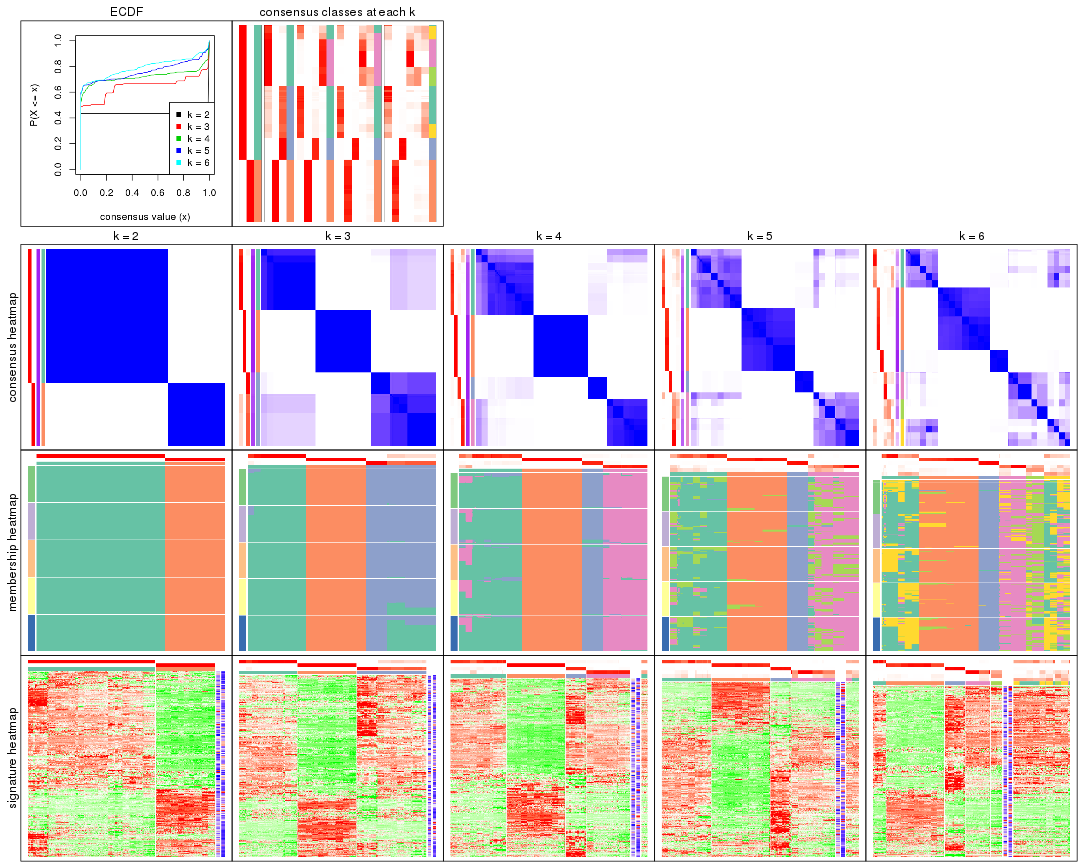 ECDF
consensus classes at each k
P(X <= x)
0.0 0.2 0.4 0.6 0.8 1.0
k = 2
k = 3
k = 4
k = 5
k = 6
0.0 0.2 0.4 0.6 0.8 1.0
consensus value (x)
k = 2
k = 3
k = 4
k = 5
k = 6
consensus heatmap
membership heatmap
signature heatmap